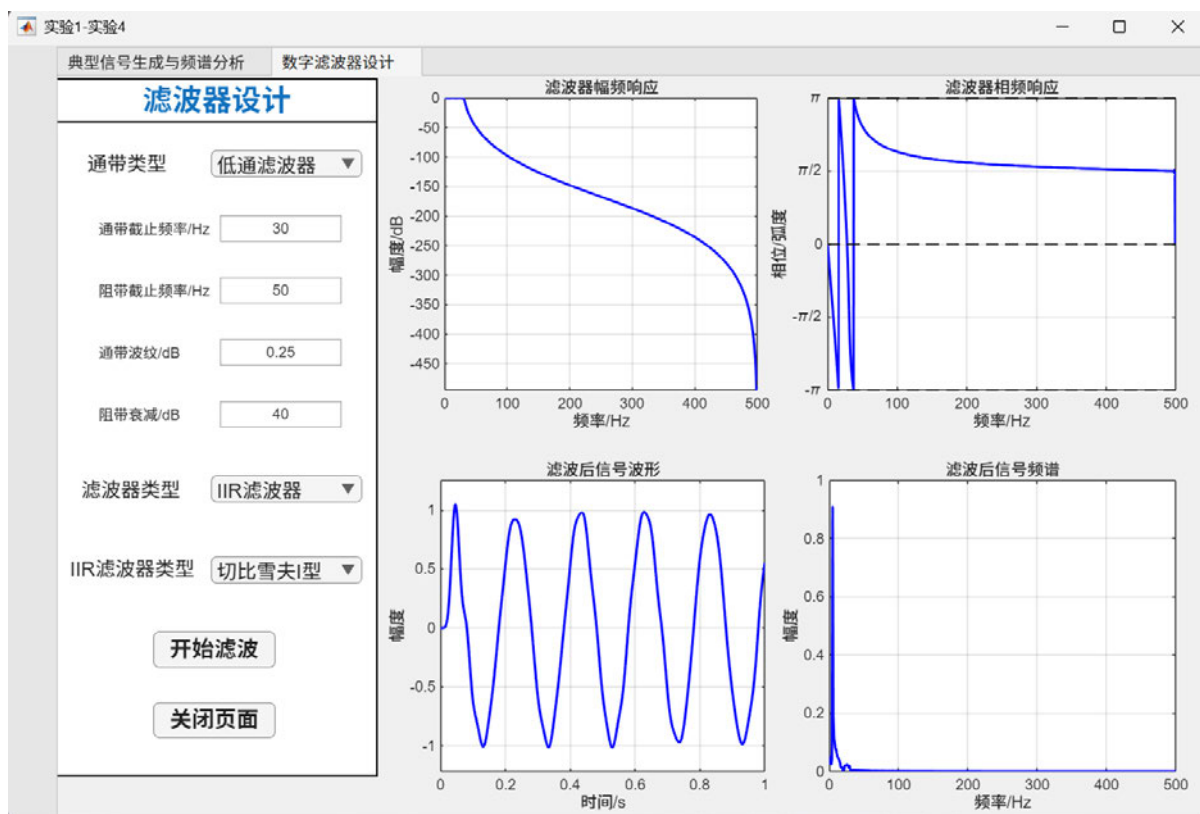 实验1-实验4
典型信号生成与频谱分析 数字滤波器设计
滤波器设计
通带类型 低通滤波器
通带截止频率/Hz 30
阻带截止频率/Hz 50
通带波纹/dB 0.25
阻带衰减/dB 40
滤波器类型 IIR滤波器
IIR滤波器类型 切比雪夫I型
开始滤波
关闭页面
滤波器幅频响应
幅度/dB
0
-50
-100
-150
-200
-250
-300
-350
-400
-450
0 100 200 300 400 500
频率/Hz
滤波器相频响应
相位/弧度
π
π/2
0
-π/2
-π
0 100 200 300 400 500
频率/Hz
滤波后信号波形
幅度
1
0.5
0
-0.5
-1
0 0.2 0.4 0.6 0.8 1
时间/s
滤波后信号频谱
幅度
1
0.8
0.6
0.4
0.2
0
0 100 200 300 400 500
频率/Hz